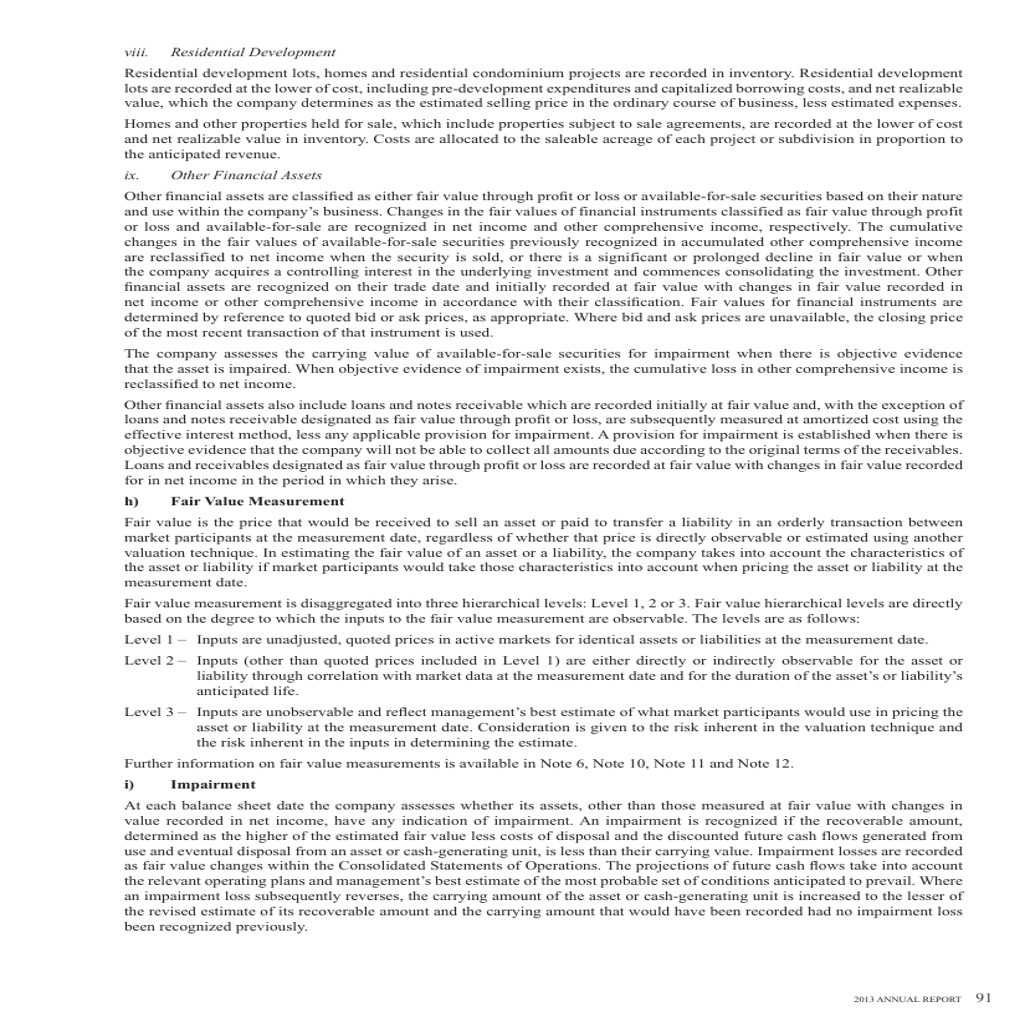 viii. Residential Development
Residential development lots, homes and residential condominium projects are recorded in inventory. Residential development
lots are recorded at the lower of cost, including pre-development expenditures and capitalized borrowing costs, and net realizable
value, which the company determines as the estimated selling price in the ordinary course of business, less estimated expenses.
Homes and other properties held for sale, which include properties subject to sale agreements, are recorded at the lower of cost
and net realizable value in inventory. Costs are allocated to the saleable acreage of each project or subdivision in proportion to
the anticipated revenue.
ix. Other Financial Assets
Other financial assets are classified as either fair value through profit or loss or available-for-sale securities based on their nature
and use within the company’s business. Changes in the fair values of financial instruments classified as fair value through profit
or loss and available-for-sale are recognized in net income and other comprehensive income, respectively. The cumulative
changes in the fair values of available-for-sale securities previously recognized in accumulated other comprehensive income
are reclassified to net income when the security is sold, or there is a significant or prolonged decline in fair value or when
the company acquires a controlling interest in the underlying investment and commences consolidating the investment. Other
financial assets are recognized on their trade date and initially recorded at fair value with changes in fair value recorded in
net income or other comprehensive income in accordance with their classification. Fair values for financial instruments are
determined by reference to quoted bid or ask prices, as appropriate. Where bid and ask prices are unavailable, the closing price
of the most recent transaction of that instrument is used.
The company assesses the carrying value of available-for-sale securities for impairment when there is objective evidence
that the asset is impaired. When objective evidence of impairment exists, the cumulative loss in other comprehensive income is
reclassified to net income.
Other financial assets also include loans and notes receivable which are recorded initially at fair value and, with the exception of
loans and notes receivable designated as fair value through profit or loss, are subsequently measured at amortized cost using the
effective interest method, less any applicable provision for impairment. A provision for impairment is established when there is
objective evidence that the company will not be able to collect all amounts due according to the original terms of the receivables.
Loans and receivables designated as fair value through profit or loss are recorded at fair value with changes in fair value recorded
for in net income in the period in which they arise.
h) Fair Value Measurement
Fair value is the price that would be received to sell an asset or paid to transfer a liability in an orderly transaction between
market participants at the measurement date, regardless of whether that price is directly observable or estimated using another
valuation technique. In estimating the fair value of an asset or a liability, the company takes into account the characteristics of
the asset or liability if market participants would take those characteristics into account when pricing the asset or liability at the
measurement date.
Fair value measurement is disaggregated into three hierarchical levels: Level 1, 2 or 3. Fair value hierarchical levels are directly
based on the degree to which the inputs to the fair value measurement are observable. The levels are as follows:
Level 1 – Inputs are unadjusted, quoted prices in active markets for identical assets or liabilities at the measurement date.
Level 2 – Inputs (other than quoted prices included in Level 1) are either directly or indirectly observable for the asset or
liability through correlation with market data at the measurement date and for the duration of the asset’s or liability’s
anticipated life.
Level 3 – Inputs are unobservable and reflect management’s best estimate of what market participants would use in pricing the
asset or liability at the measurement date. Consideration is given to the risk inherent in the valuation technique and
the risk inherent in the inputs in determining the estimate.
Further information on fair value measurements is available in Note 6, Note 10, Note 11 and Note 12.
i) Impairment
At each balance sheet date the company assesses whether its assets, other than those measured at fair value with changes in
value recorded in net income, have any indication of impairment. An impairment is recognized if the recoverable amount,
determined as the higher of the estimated fair value less costs of disposal and the discounted future cash flows generated from
use and eventual disposal from an asset or cash-generating unit, is less than their carrying value. Impairment losses are recorded
as fair value changes within the Consolidated Statements of Operations. The projections of future cash flows take into account
the relevant operating plans and management’s best estimate of the most probable set of conditions anticipated to prevail. Where
an impairment loss subsequently reverses, the carrying amount of the asset or cash-generating unit is increased to the lesser of
the revised estimate of its recoverable amount and the carrying amount that would have been recorded had no impairment loss
been recognized previously.
2013 ANNUAL REPORT 91